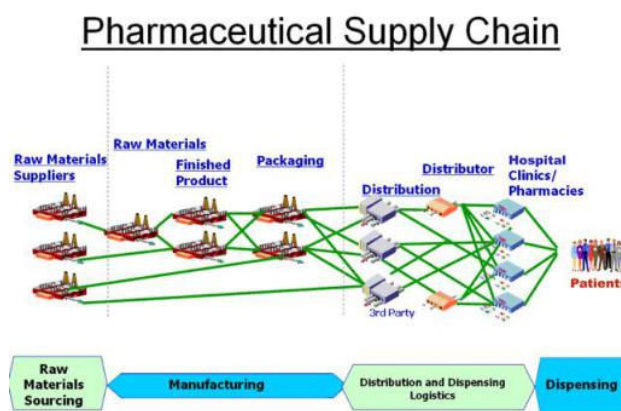 Pharmaceutical Supply Chain
Raw Materials
Suppliers
Raw Materials
Finished
Product
Packaging
Distribution
Distributor
Hospital
Clinics/
Pharmacies
3rd Party
Patients
Raw
Materials
Sourcing
Manufacturing
Distribution and Dispensing
Logistics
Dispensing